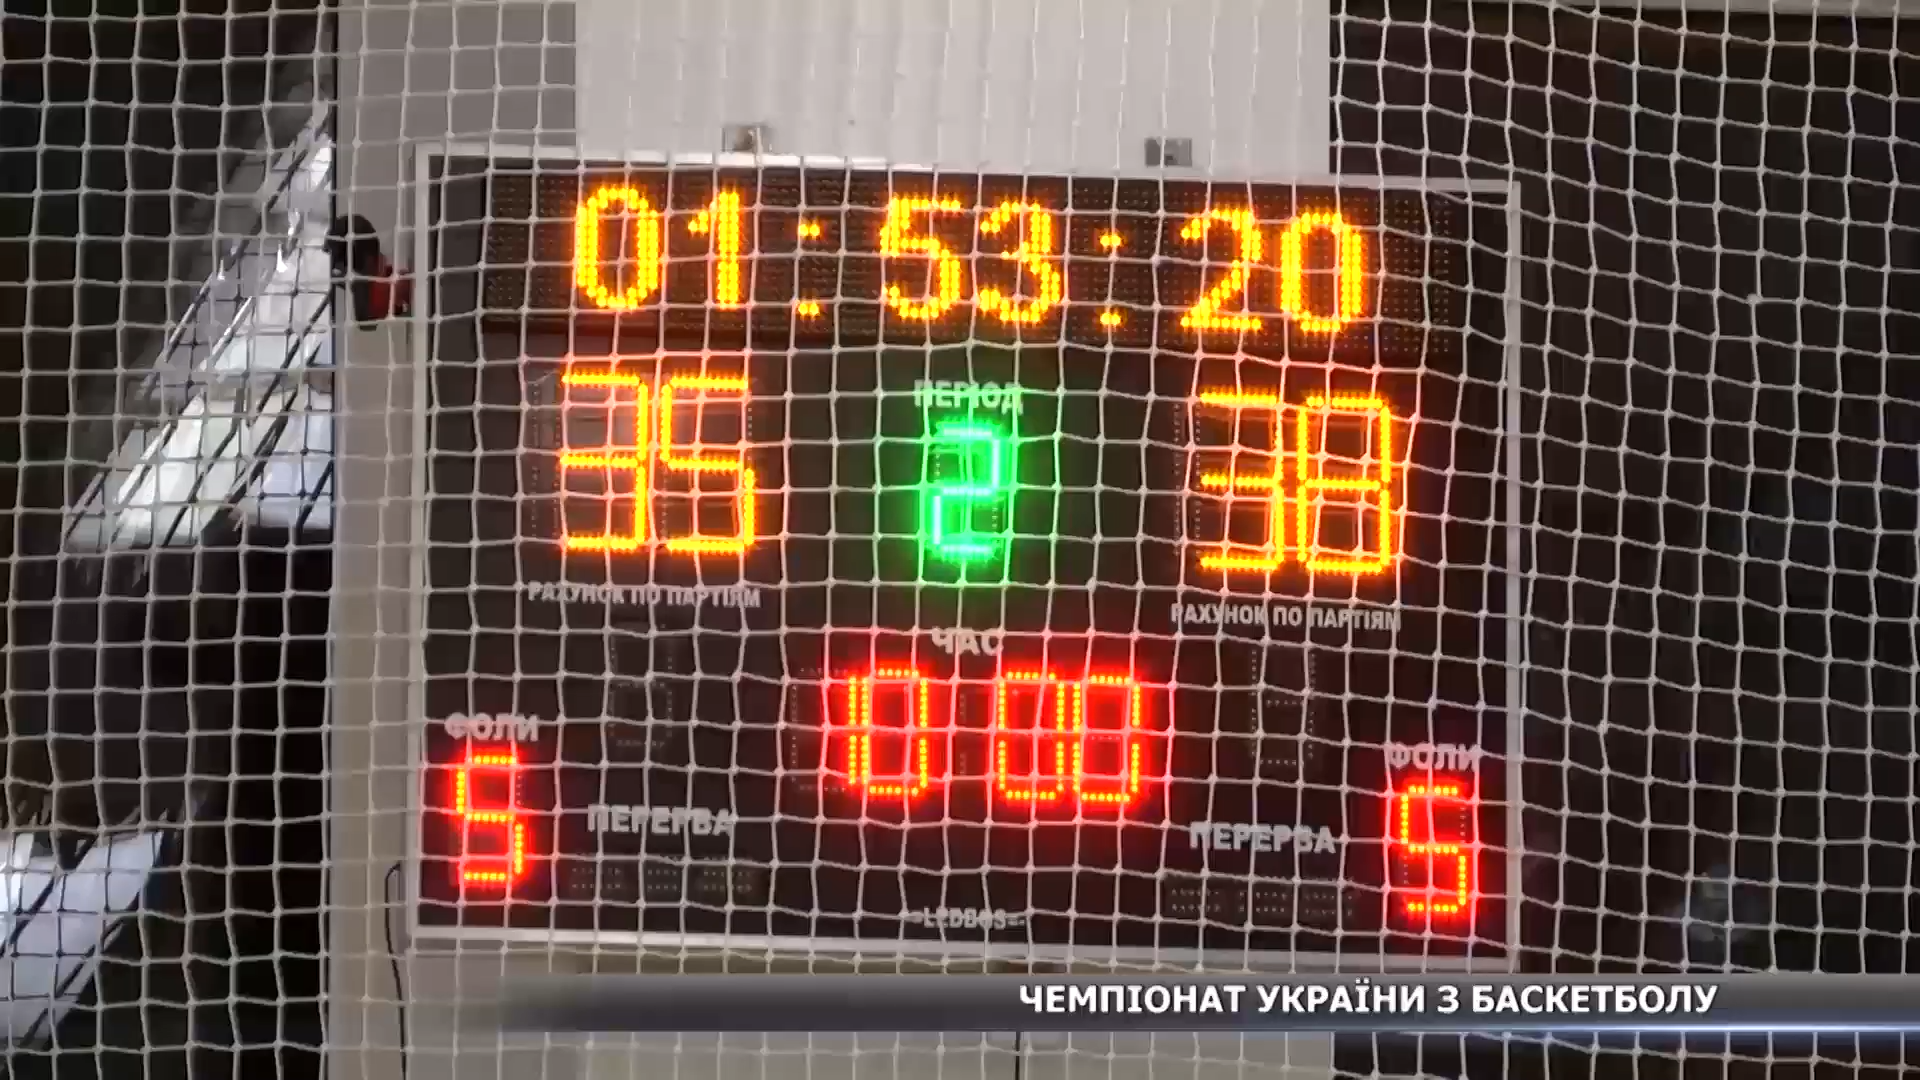 01:53:20
35 ПЕРІОД 38
2
РАХУНОК ПО ПАРТІЯМ РАХУНОК ПО ПАРТІЯМ
ЧАС
10 00
ФОЛИ ФОЛИ
5 ПЕРЕРВА ПЕРЕРВА 5
=LEDBOS=
ЧЕМПІОНАТ УКРАЇНИ З БАСКЕТБОЛУ